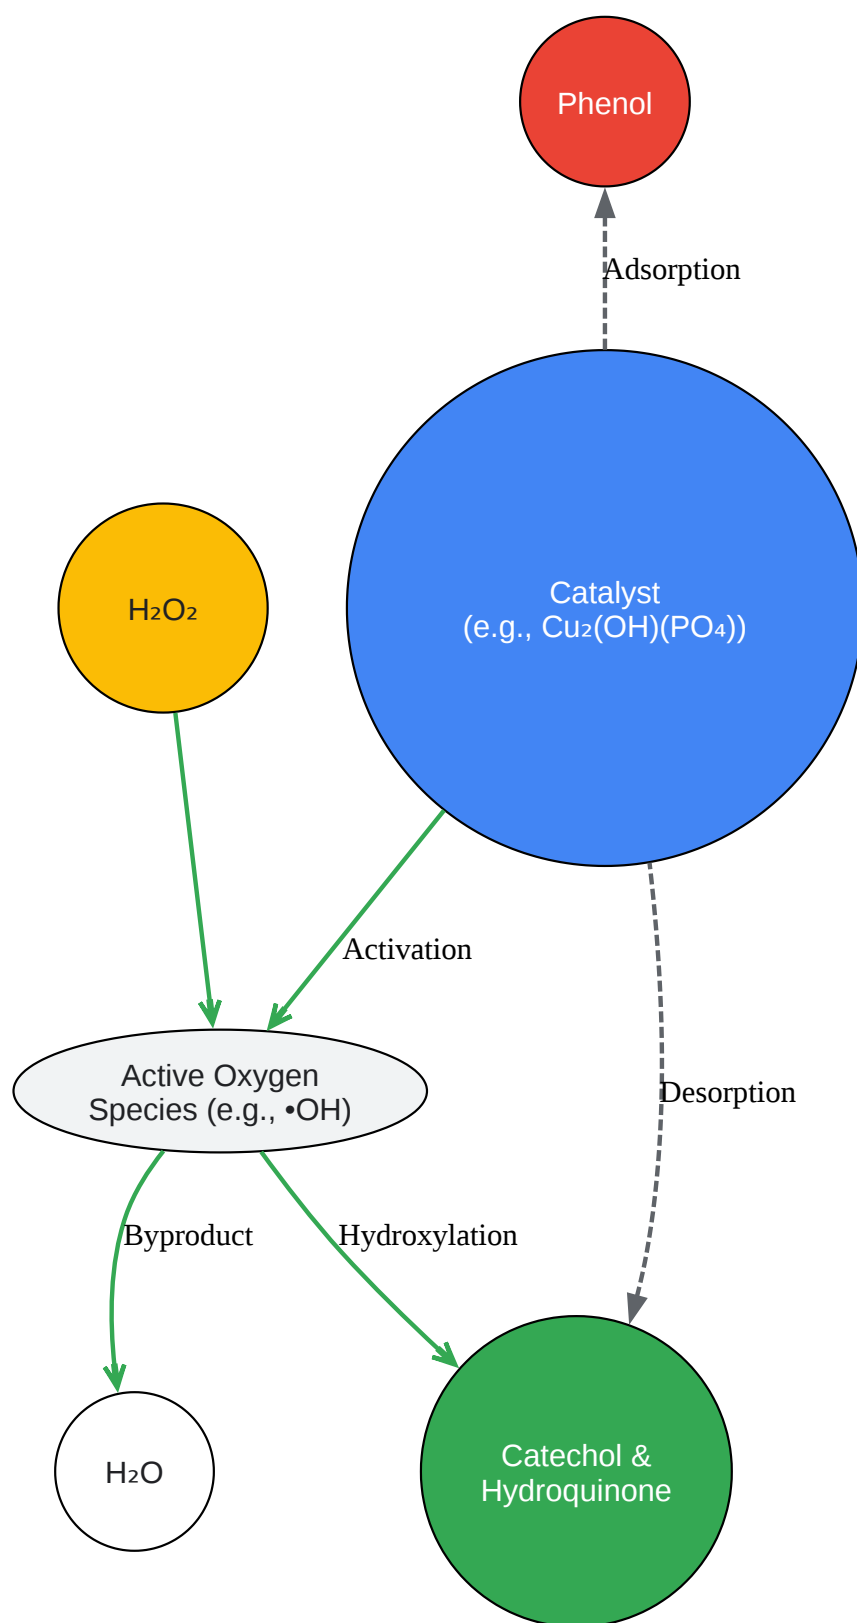 Phenol
Adsorption
Catalyst
(e.g., Cu₂(OH)(PO₄))
H₂O₂
Activation
Active Oxygen
Species (e.g., •OH)
Desorption
Byproduct
Hydroxylation
Catechol &
Hydroquinone
H₂O